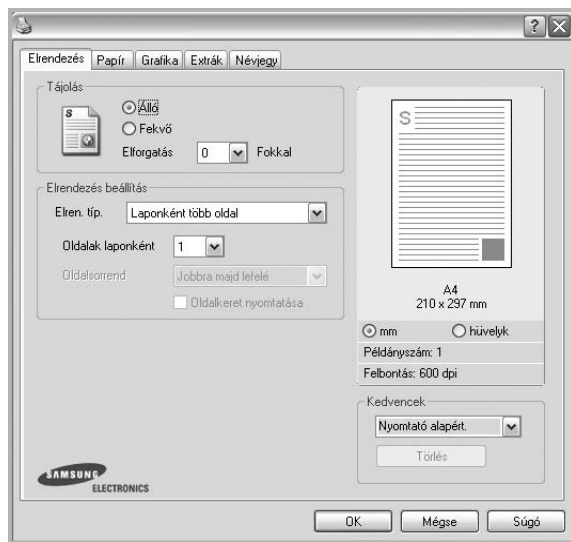 Elrendezés Papír Grafika Extrák Névjegy
Tájolás
S
Álló
Fekvő
Elforgatás 0 Fokkal
Elrendezés beállítás
Elren. típ. Laponként több oldal
Oldalak laponként 1
Oldalsorrend Jobbra majd lefelé
Oldalkeret nyomtatása
S
A4
210 x 297 mm
mm hüvelyk
Példányszám: 1
Felbontás: 600 dpi
Kedvencek
Nyomtató alapért.
Törlés
SAMSUNG
ELECTRONICS
OK Mégse Súgó